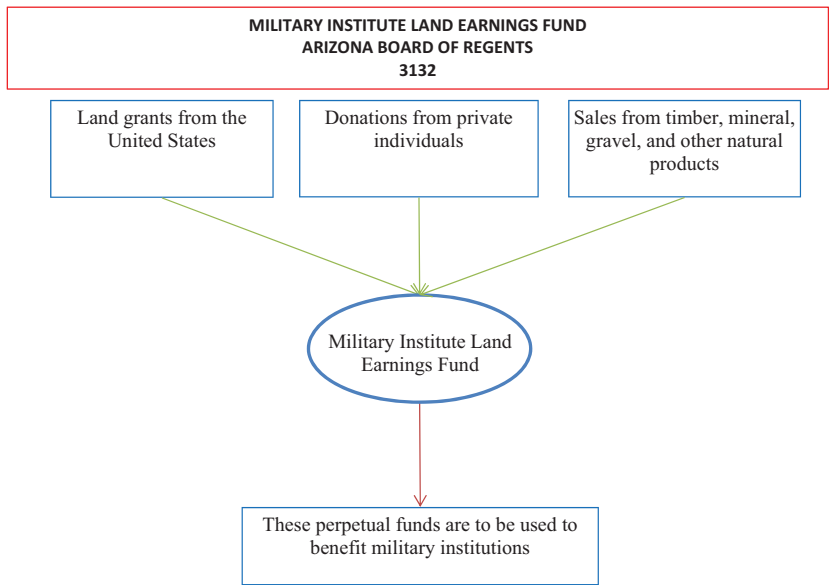 MILITARY INSTITUTE LAND EARNINGS FUND
ARIZONA BOARD OF REGENTS
3132
Land grants from the
United States
Donations from private
individuals
Sales from timber, mineral,
gravel, and other natural
products
Military Institute Land
Earnings Fund
These perpetual funds are to be used to
benefit military institutions